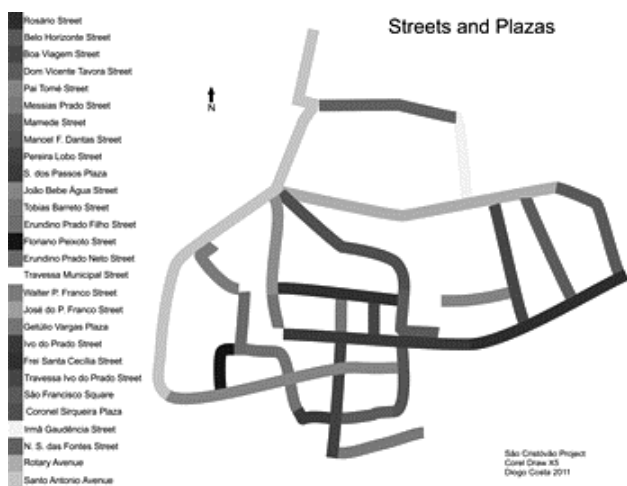 Streets and Plazas
Rosário Street
Belo Horizonte Street
Boa Viagem Street
Dom Vicente Tavora Street
Pai Tomé Street
Messias Prado Street
Mamede Street
Manoel F. Dantas Street
Pereira Lobo Street
S. dos Passos Plaza
João Bebe Água Street
Tobias Barreto Street
Erundino Prado Filho Street
Floriano Peixoto Street
Erundino Prado Neto Street
Travessa Municipal Street
Walter P. Franco Street
José do P. Franco Street
Getúlio Vargas Plaza
Ivo do Prado Street
Frei Santa Cecília Street
Travessa Ivo do Prado Street
São Francisco Square
Coronel Sirqueira Plaza
Irmã Gaudência Street
N. S. das Fontes Street
Rotary Avenue
Santo Antonio Avenue
N
São Cristóvão Project
Corel Draw X5
Diogo Costa 2011